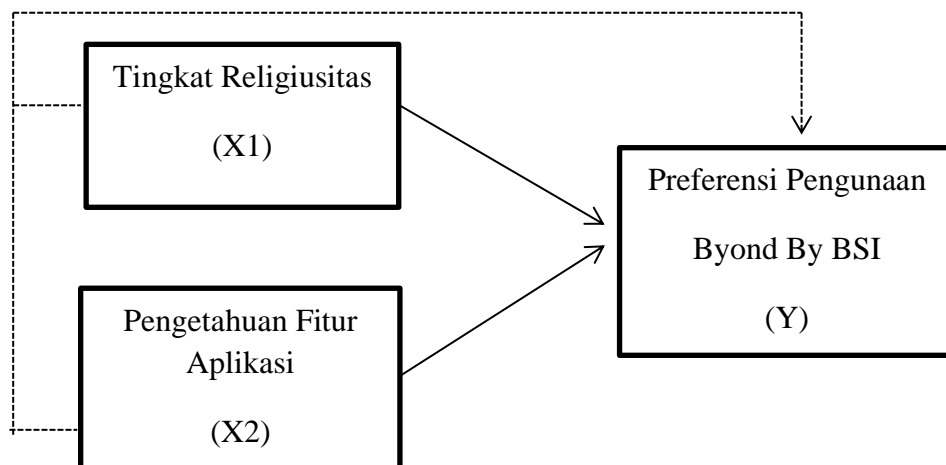 Tingkat Religiusitas
(X1)
Preferensi Pengunaan
Byond By BSI
(Y)
Pengetahuan Fitur
Aplikasi
(X2)